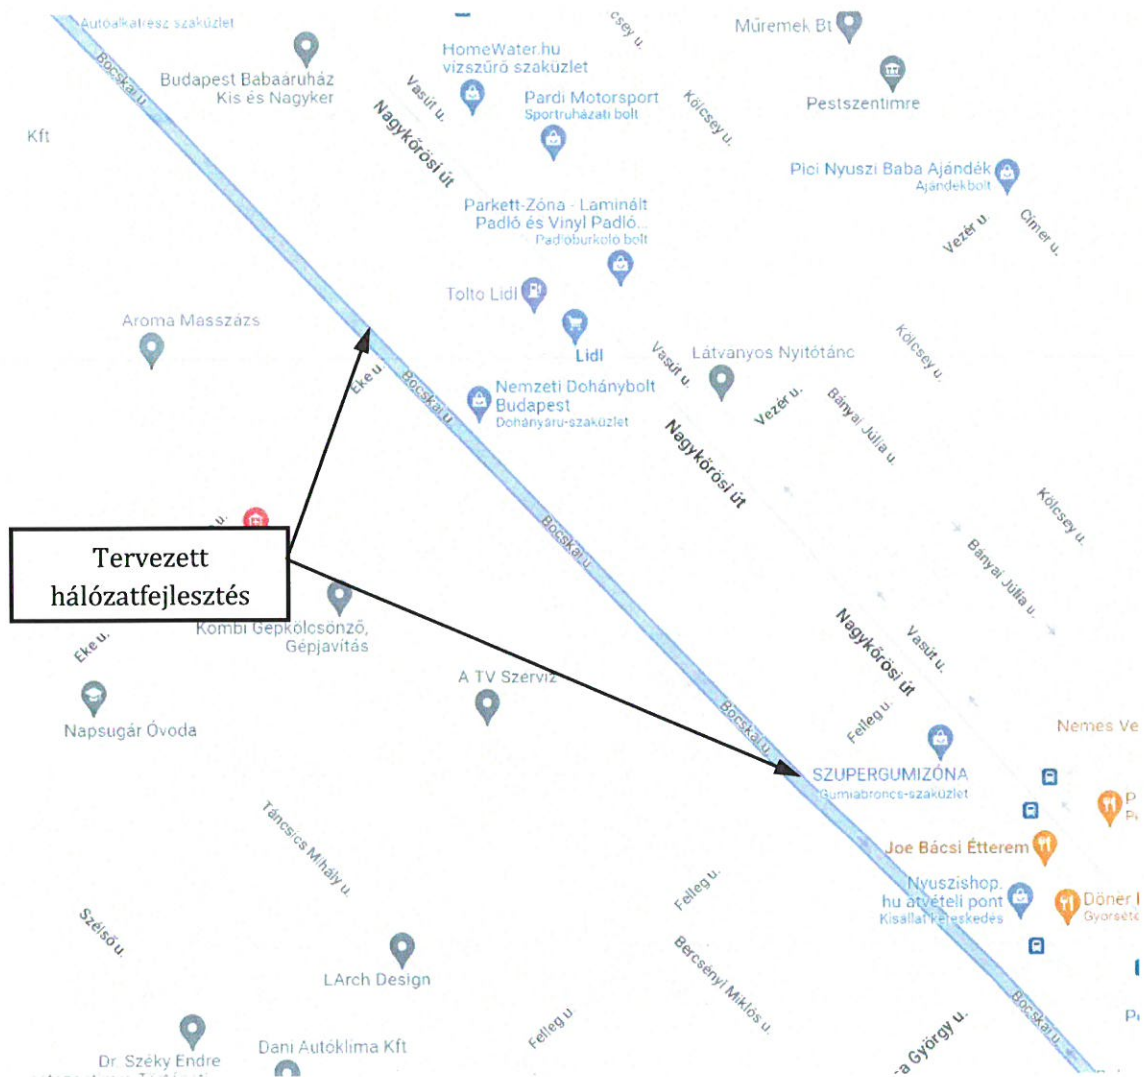 Autóalkatrész szaküzlet
Bocskai u.
Budapest Babaáruház
Kis és Nagyker
Kft
HomeWater.hu
vízszűrő szaküzlet
Vasút u.
Nagykőrösi út
Pardi Motorsport
Sportruházati bolt
Kölcsey u.
Műremek Bt
Pestszentimre
Pici Nyuszi Baba Ajándék
Ajándékbolt
Vezér u.
Címer u.
Parkett-Zóna - Laminált
Padló és Vinyl Padló...
Padlóburkoló bolt
Tolto Lidl
Lidl
Aroma Masszázs
Eke u.
Bocskai u.
Nemzeti Dohánybolt
Budapest
Dohányáru-szaküzlet
Vasút u.
Látványos Nyitótánc
Vezér u.
Kölcsey u.
Bányai Júlia u.
Nagykőrösi út
Kölcsey u.
Bocskai u.
Bányai Júlia u.
Tervezett
hálózatfejlesztés
Kombi Gépkölcsönző,
Gépjavítás
Eke u.
Napsugár Óvoda
A TV Szerviz
Nagykőrösi út
Vasút u.
Bocskai u.
Felleg u.
Nemes Ve
SZUPERGUMIZÓNA
Gumiabroncs-szaküzlet
Joe Bácsi Étterem
Nyuszishop.
hu átvételi pont
Kisállat kereskedés
Döner
Gyorsét
Táncsics Mihály u.
Szélső u.
Felleg u.
LArch Design
Bercsényi Miklós u.
Felleg u.
György u.
Bocskai u.
Dr. Széky Endre
Dani Autóklíma Kft